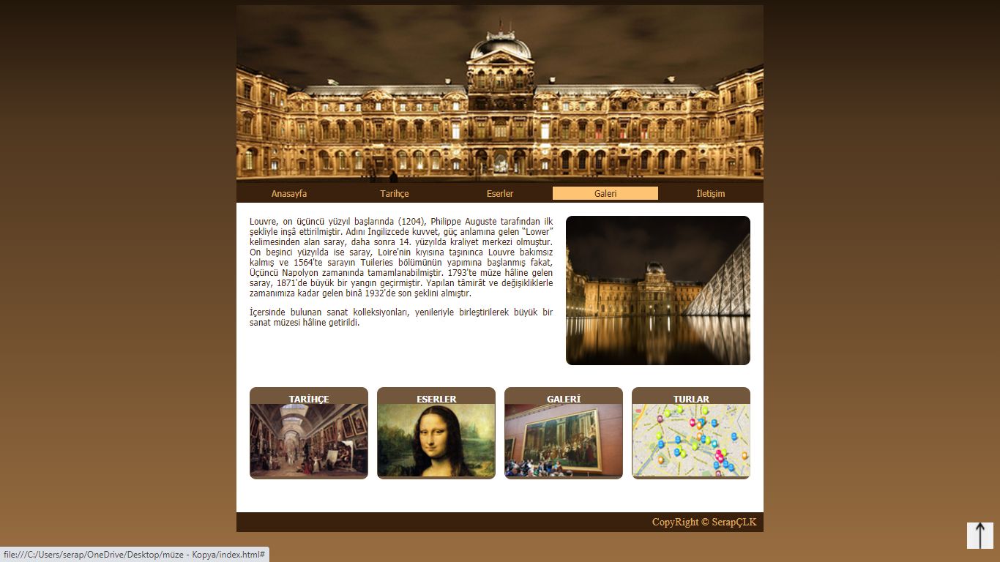 Anasayfa Tarihçe Eserler Galeri İletişim
Louvre, on üçüncü yüzyıl başlarında (1204), Philippe Auguste tarafından ilk
şekliyle inşâ ettirilmiştir. Adını İngilizcede kuvvet, güç anlamına gelen “Lower”
kelimesinden alan saray, daha sonra 14. yüzyılda kraliyet merkezi olmuştur.
On beşinci yüzyılda ise saray, Loire'nin kıyısına taşınınca Louvre bakımsız
kalmış ve 1564'te sarayın Tuileries bölümünün yapımına başlanmış fakat,
Üçüncü Napolyon zamanında tamamlanabilmiştir. 1793'te müze hâline gelen
saray, 1871'de büyük bir yangın geçirmiştir. Yapılan tâmirât ve değişikliklerle
zamanımıza kadar gelen binâ 1932'de son şeklini almıştır.
İçersinde bulunan sanat kolleksiyonları, yenileriyle birleştirilerek büyük bir
sanat müzesi hâline getirildi.
TARİHÇE ESERLER GALERİ TURLAR
CopyRight © SerapÇLK
file:///C:/Users/serap/OneDrive/Desktop/müze - Kopya/index.html#